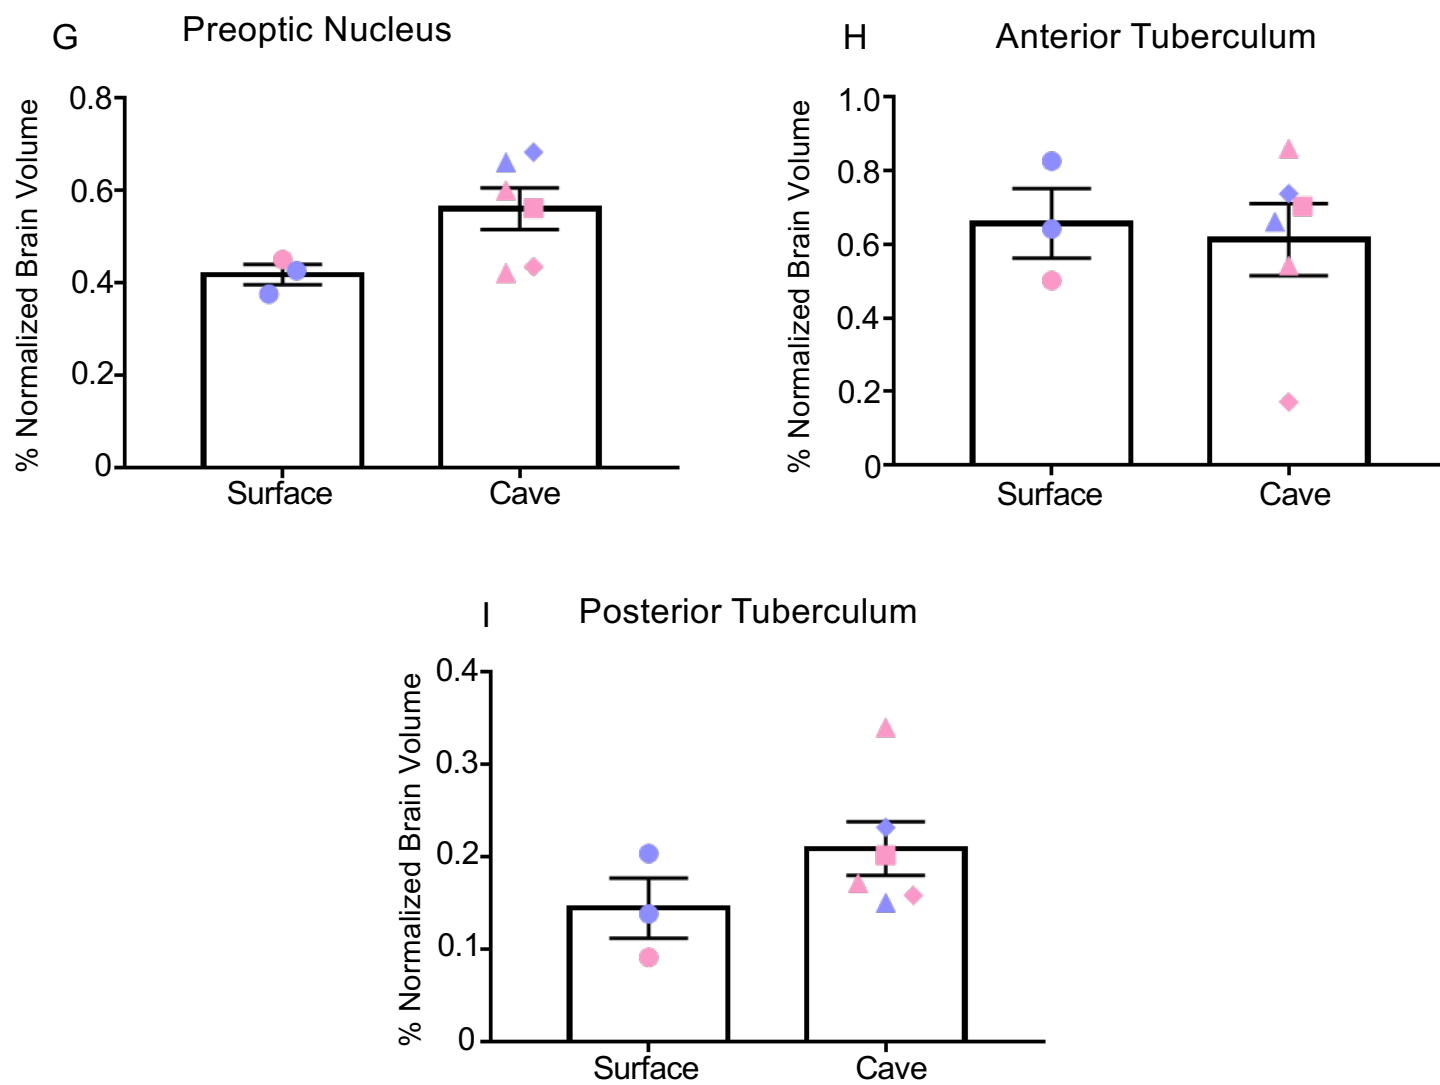 G Preoptic Nucleus
% Normalized Brain Volume
0.8
0.6
0.4
0.2
0
Surface Cave
H Anterior Tuberculum
% Normalized Brain Volume
1.0
0.8
0.6
0.4
0.2
0
Surface Cave
I Posterior Tuberculum
% Normalized Brain Volume
0.4
0.3
0.2
0.1
0
Surface Cave